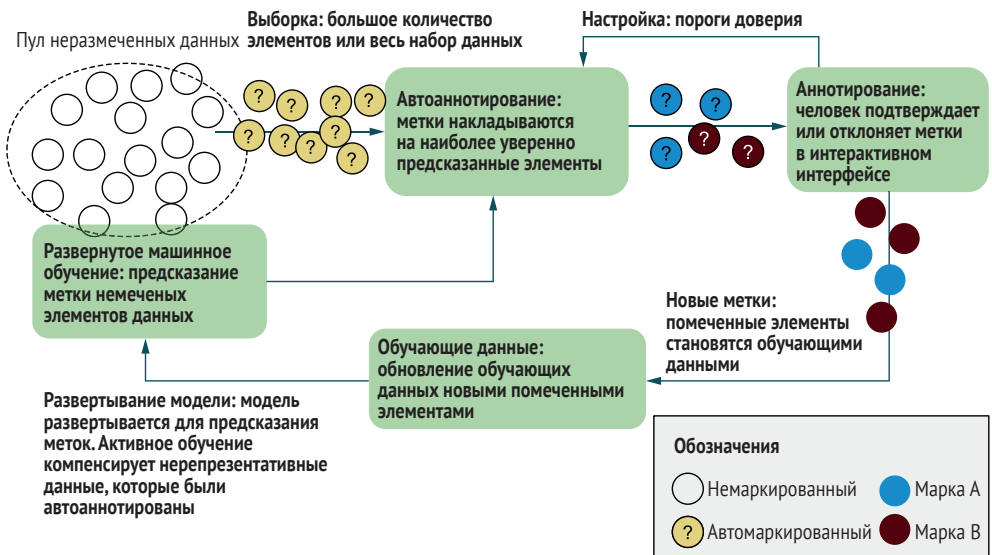 Пул неразмеченных данных
Выборка: большое количество
элементов или весь набор данных
Настройка: пороги доверия
? ? ? ? ? ? ? ? ? ?
Автоаннотирование:
метки накладываются
на наиболее уверенно
предсказанные элементы
? ? ? ? ?
Аннотирование:
человек подтверждает
или отклоняет метки
в интерактивном
интерфейсе
Развернутое машинное
обучение: предсказание
метки немеченых
элементов данных
Новые метки:
помеченные элементы
становятся обучающими
данными
Обучающие данные:
обновление обучающих
данных новыми помеченными
элементами
Развертывание модели: модель
развертывается для предсказания
меток. Активное обучение
компенсирует нерепрезентативные
данные, которые были
автоаннотированы
Обозначения
Немаркированный
Марка A
? Автомаркированный
Марка B